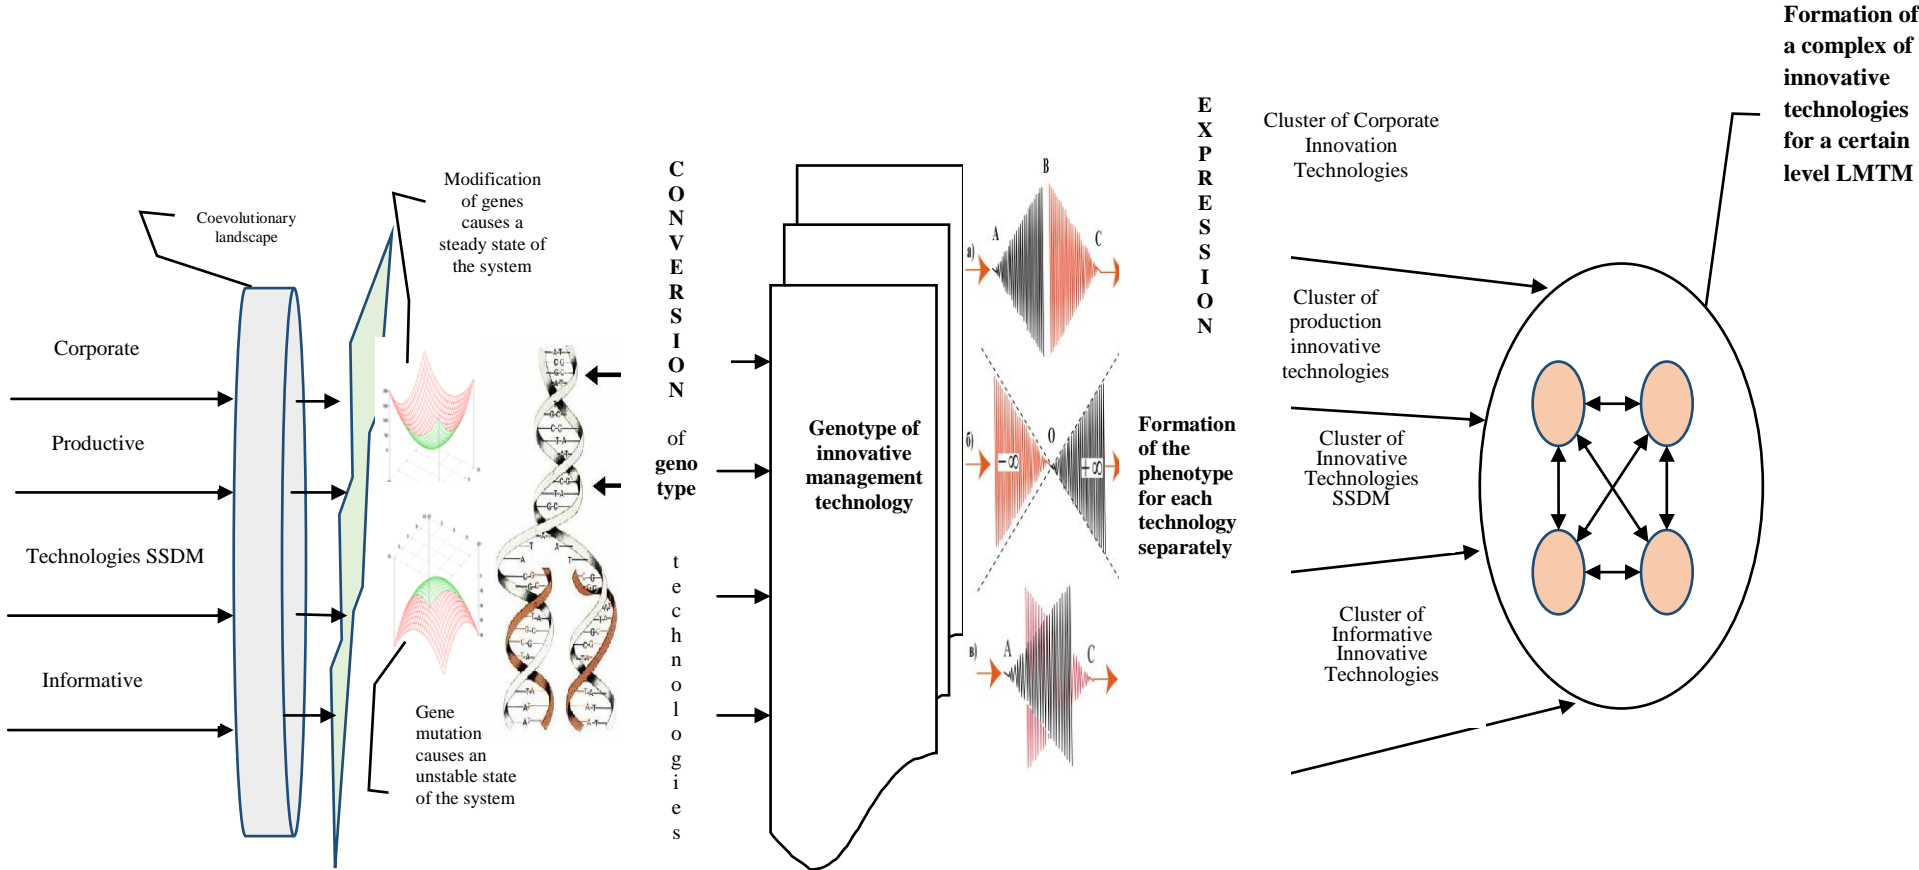 Formation of
a complex of
innovative
technologies
for a certain
level LMTM
Coevolutionary
landscape
Modification
of genes
causes a
steady state of
the system
Corporate
Productive
Technologies SSDM
Informative
Gene
mutation
causes an
unstable state
of the system
C
O
N
V
E
R
S
I
O
N
of
geno
type
t
e
c
h
n
o
l
o
g
i
e
s
Genotype of
innovative
management
technology
а)
A
B
C
б)
O
−∞
+∞
в)
A
C
E
X
P
R
E
S
S
I
O
N
Formation
of the
phenotype
for each
technology
separately
Cluster of Corporate
Innovation
Technologies
Cluster of
production
innovative
technologies
Cluster of
Innovative
Technologies
SSDM
Cluster of
Informative
Innovative
Technologies